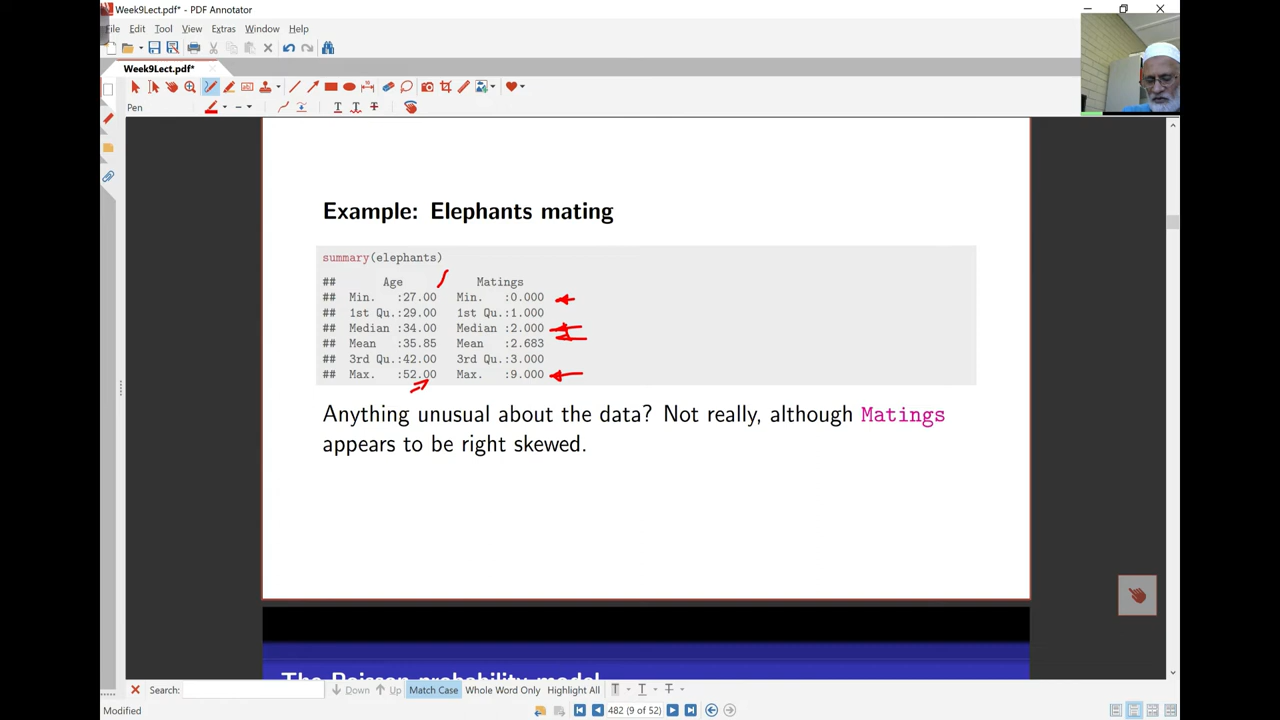 Week9Lect.pdf* - PDF Annotator
File Edit Tool View Extras Window Help
Week9Lect.pdf*
Pen
Example: Elephants mating
summary(elephants)
## Age Matings
## Min. :27.00 Min. :0.000
## 1st Qu.:29.00 1st Qu.:1.000
## Median :34.00 Median :2.000
## Mean :35.85 Mean :2.683
## 3rd Qu.:42.00 3rd Qu.:3.000
## Max. :52.00 Max. :9.000
Anything unusual about the data? Not really, although Matings
appears to be right skewed.
The Poisson probability model
Search: Down Up Match Case Whole Word Only Highlight All
Modified 482 (9 of 52)